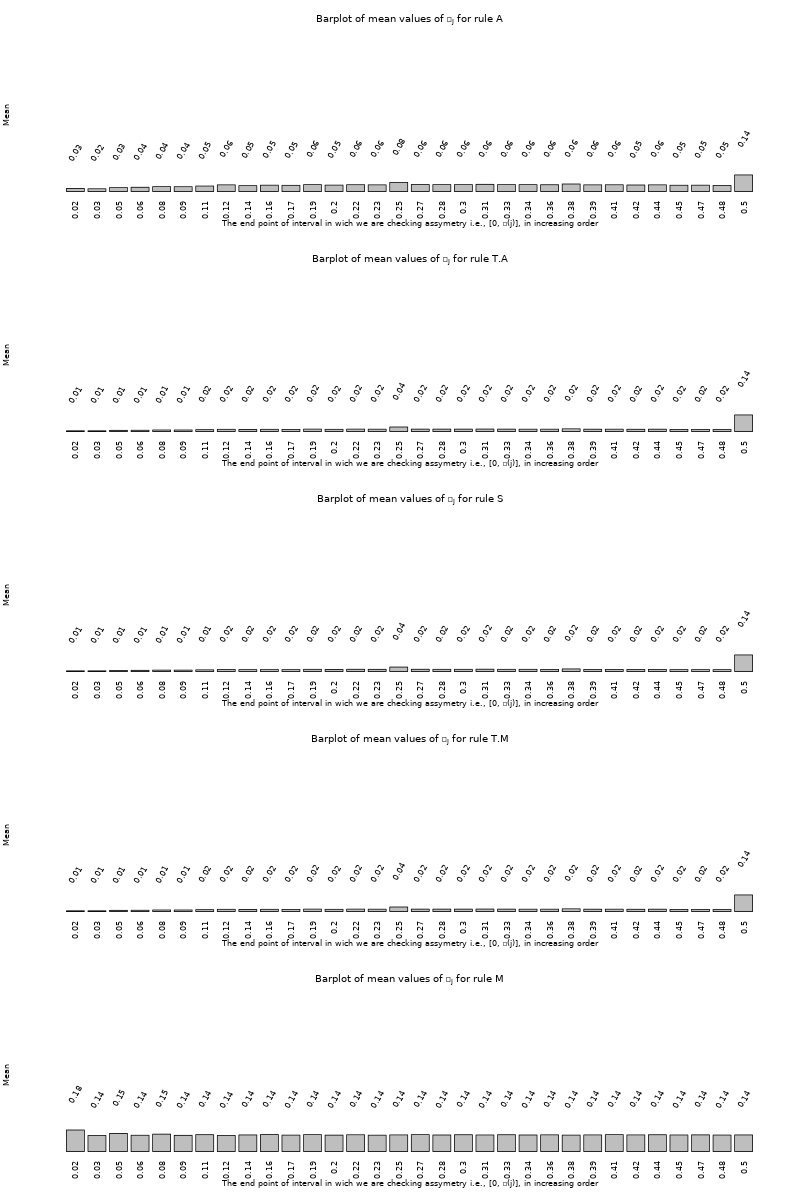 Barplot of mean values of □j for rule A
Mean
0.03 0.02 0.03 0.04 0.04 0.04 0.05 0.06 0.05 0.05 0.05 0.06 0.05 0.06 0.06 0.08 0.06 0.06 0.06 0.06 0.06 0.06 0.06 0.06 0.06 0.06 0.05 0.06 0.05 0.05 0.05 0.14
0.02 0.03 0.05 0.06 0.08 0.09 0.11 0.12 0.14 0.16 0.17 0.19 0.2 0.22 0.23 0.25 0.27 0.28 0.3 0.31 0.33 0.34 0.36 0.38 0.39 0.41 0.42 0.44 0.45 0.47 0.48 0.5
The end point of interval in wich we are checking assymetry i.e., [0, □(j)], in increasing order
Barplot of mean values of □j for rule T.A
Mean
0.01 0.01 0.01 0.01 0.01 0.01 0.02 0.02 0.02 0.02 0.02 0.02 0.02 0.02 0.02 0.04 0.02 0.02 0.02 0.02 0.02 0.02 0.02 0.02 0.02 0.02 0.02 0.02 0.02 0.02 0.02 0.14
0.02 0.03 0.05 0.06 0.08 0.09 0.11 0.12 0.14 0.16 0.17 0.19 0.2 0.22 0.23 0.25 0.27 0.28 0.3 0.31 0.33 0.34 0.36 0.38 0.39 0.41 0.42 0.44 0.45 0.47 0.48 0.5
The end point of interval in wich we are checking assymetry i.e., [0, □(j)], in increasing order
Barplot of mean values of □j for rule S
Mean
0.01 0.01 0.01 0.01 0.01 0.01 0.01 0.02 0.02 0.02 0.02 0.02 0.02 0.02 0.02 0.04 0.02 0.02 0.02 0.02 0.02 0.02 0.02 0.02 0.02 0.02 0.02 0.02 0.02 0.02 0.02 0.14
0.02 0.03 0.05 0.06 0.08 0.09 0.11 0.12 0.14 0.16 0.17 0.19 0.2 0.22 0.23 0.25 0.27 0.28 0.3 0.31 0.33 0.34 0.36 0.38 0.39 0.41 0.42 0.44 0.45 0.47 0.48 0.5
The end point of interval in wich we are checking assymetry i.e., [0, □(j)], in increasing order
Barplot of mean values of □j for rule T.M
Mean
0.01 0.01 0.01 0.01 0.01 0.01 0.02 0.02 0.02 0.02 0.02 0.02 0.02 0.02 0.02 0.04 0.02 0.02 0.02 0.02 0.02 0.02 0.02 0.02 0.02 0.02 0.02 0.02 0.02 0.02 0.02 0.14
0.02 0.03 0.05 0.06 0.08 0.09 0.11 0.12 0.14 0.16 0.17 0.19 0.2 0.22 0.23 0.25 0.27 0.28 0.3 0.31 0.33 0.34 0.36 0.38 0.39 0.41 0.42 0.44 0.45 0.47 0.48 0.5
The end point of interval in wich we are checking assymetry i.e., [0, □(j)], in increasing order
Barplot of mean values of □j for rule M
Mean
0.18 0.14 0.15 0.14 0.15 0.14 0.14 0.14 0.14 0.14 0.14 0.14 0.14 0.14 0.14 0.14 0.14 0.14 0.14 0.14 0.14 0.14 0.14 0.14 0.14 0.14 0.14 0.14 0.14 0.14 0.14 0.14
0.02 0.03 0.05 0.06 0.08 0.09 0.11 0.12 0.14 0.16 0.17 0.19 0.2 0.22 0.23 0.25 0.27 0.28 0.3 0.31 0.33 0.34 0.36 0.38 0.39 0.41 0.42 0.44 0.45 0.47 0.48 0.5
The end point of interval in wich we are checking assymetry i.e., [0, □(j)], in increasing order